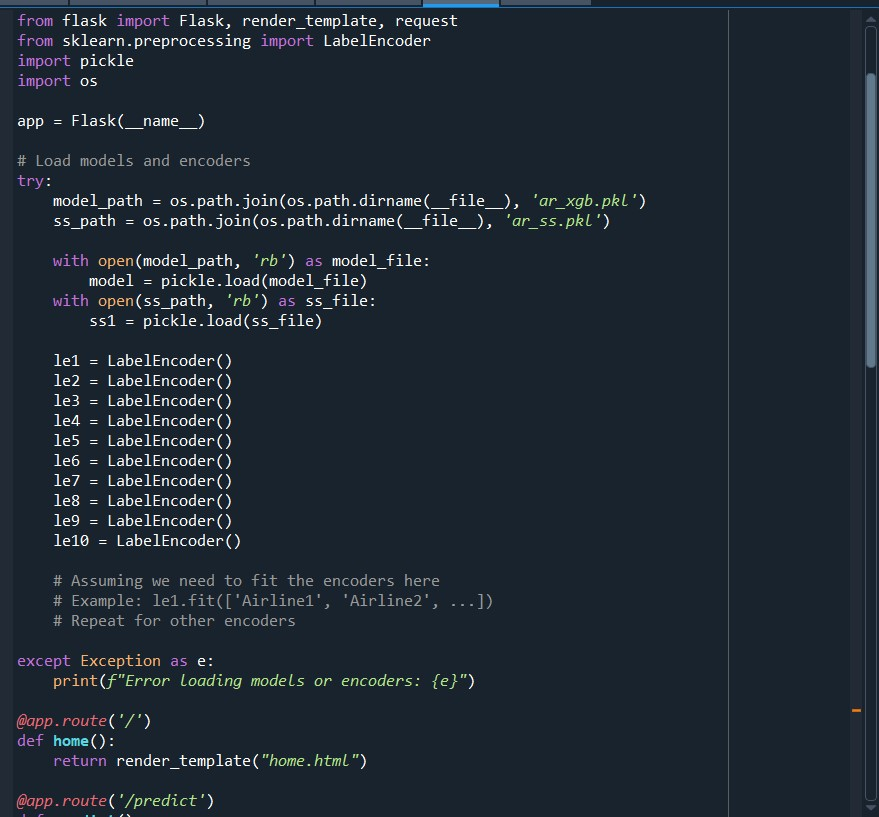 from flask import Flask, render_template, request
from sklearn.preprocessing import LabelEncoder
import pickle
import os
app = Flask(__name__)
# Load models and encoders
try:
    model_path = os.path.join(os.path.dirname(__file__), 'ar_xgb.pkl')
    ss_path = os.path.join(os.path.dirname(__file__), 'ar_ss.pkl')
    with open(model_path, 'rb') as model_file:
        model = pickle.load(model_file)
    with open(ss_path, 'rb') as ss_file:
        ss1 = pickle.load(ss_file)
    le1 = LabelEncoder()
    le2 = LabelEncoder()
    le3 = LabelEncoder()
    le4 = LabelEncoder()
    le5 = LabelEncoder()
    le6 = LabelEncoder()
    le7 = LabelEncoder()
    le8 = LabelEncoder()
    le9 = LabelEncoder()
    le10 = LabelEncoder()
    # Assuming we need to fit the encoders here
    # Example: le1.fit(['Airline1', 'Airline2', ...])
    # Repeat for other encoders
except Exception as e:
    print(f"Error loading models or encoders: {e}")
@app.route('/')
def home():
    return render_template("home.html")
@app.route('/predict')